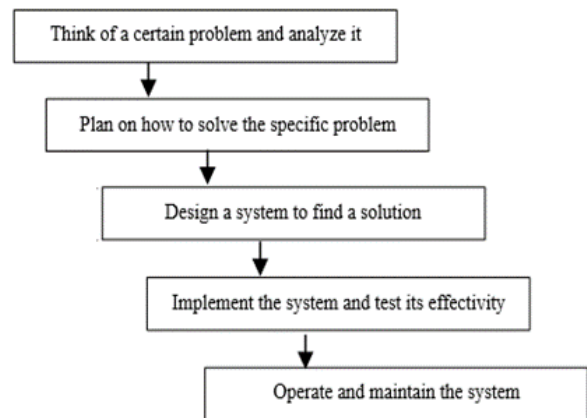 Think of a certain problem and analyze it
Plan on how to solve the specific problem
Design a system to find a solution
Implement the system and test its effectivity
Operate and maintain the system